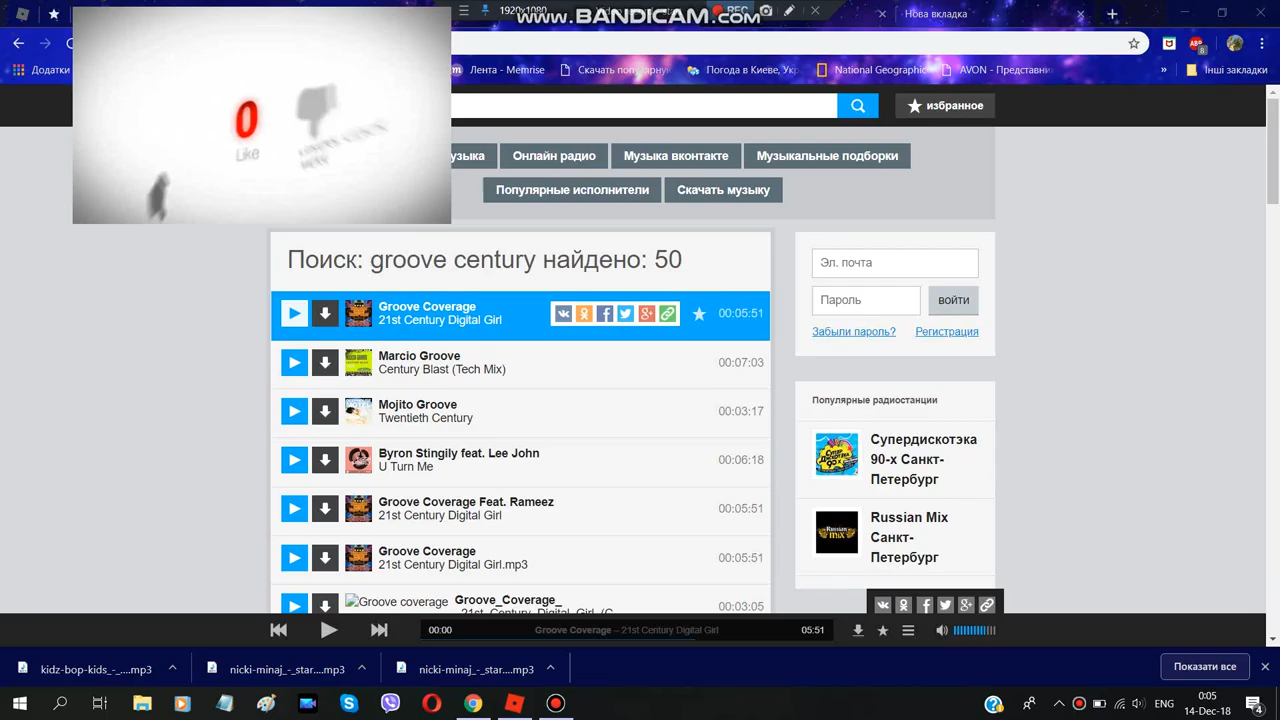 1920x1080
REC
www.BANDICAM.com
Нова вкладка
Додатки
Лента - Memrise
Скачать популярну
Погода в Киеве, Ук
National Geographic
AVON - Представни
»
Інші закладки
избранное
0
Like
узыка
Онлайн радио
Музыка вконтакте
Музыкальные подборки
Популярные исполнители
Скачать музыку
Поиск: groove century найдено: 50
Groove Coverage
21st Century Digital Girl
00:05:51
Marcio Groove
Century Blast (Tech Mix)
00:07:03
Mojito Groove
Twentieth Century
00:03:17
Byron Stingily feat. Lee John
U Turn Me
00:06:18
Groove Coverage Feat. Rameez
21st Century Digital Girl
00:05:51
Groove Coverage
21st Century Digital Girl.mp3
00:05:51
Groove coverage
Groove_Coverage_
_-_21st_Century_Digital_Girl_(C
00:03:05
Эл. почта
Пароль
ВОЙТИ
Забыли пароль?
Регистрация
Популярные радиостанции
Супердискотэка
90-х Санкт-
Петербург
Russian Mix
Санкт-
Петербург
00:00
Groove Coverage – 21st Century Digital Girl
05:51
kidz-bop-kids_-_....mp3
nicki-minaj_-_star....mp3
nicki-minaj_-_star....mp3
Показати все
ENG
0:05
14-Dec-18
4